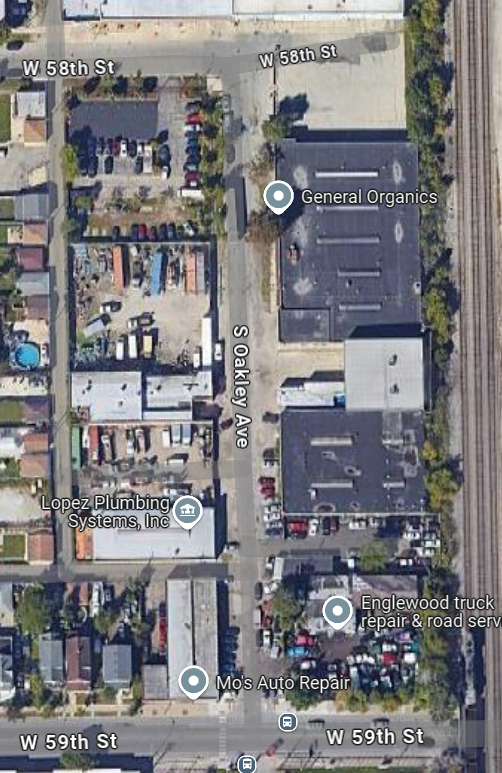 W 58th St
W 58th St
General Organics
S Oakley Ave
Lopez Plumbing
Systems, Inc
Englewood truck
repair & road serv
Mo's Auto Repair
W 59th St
W 59th St